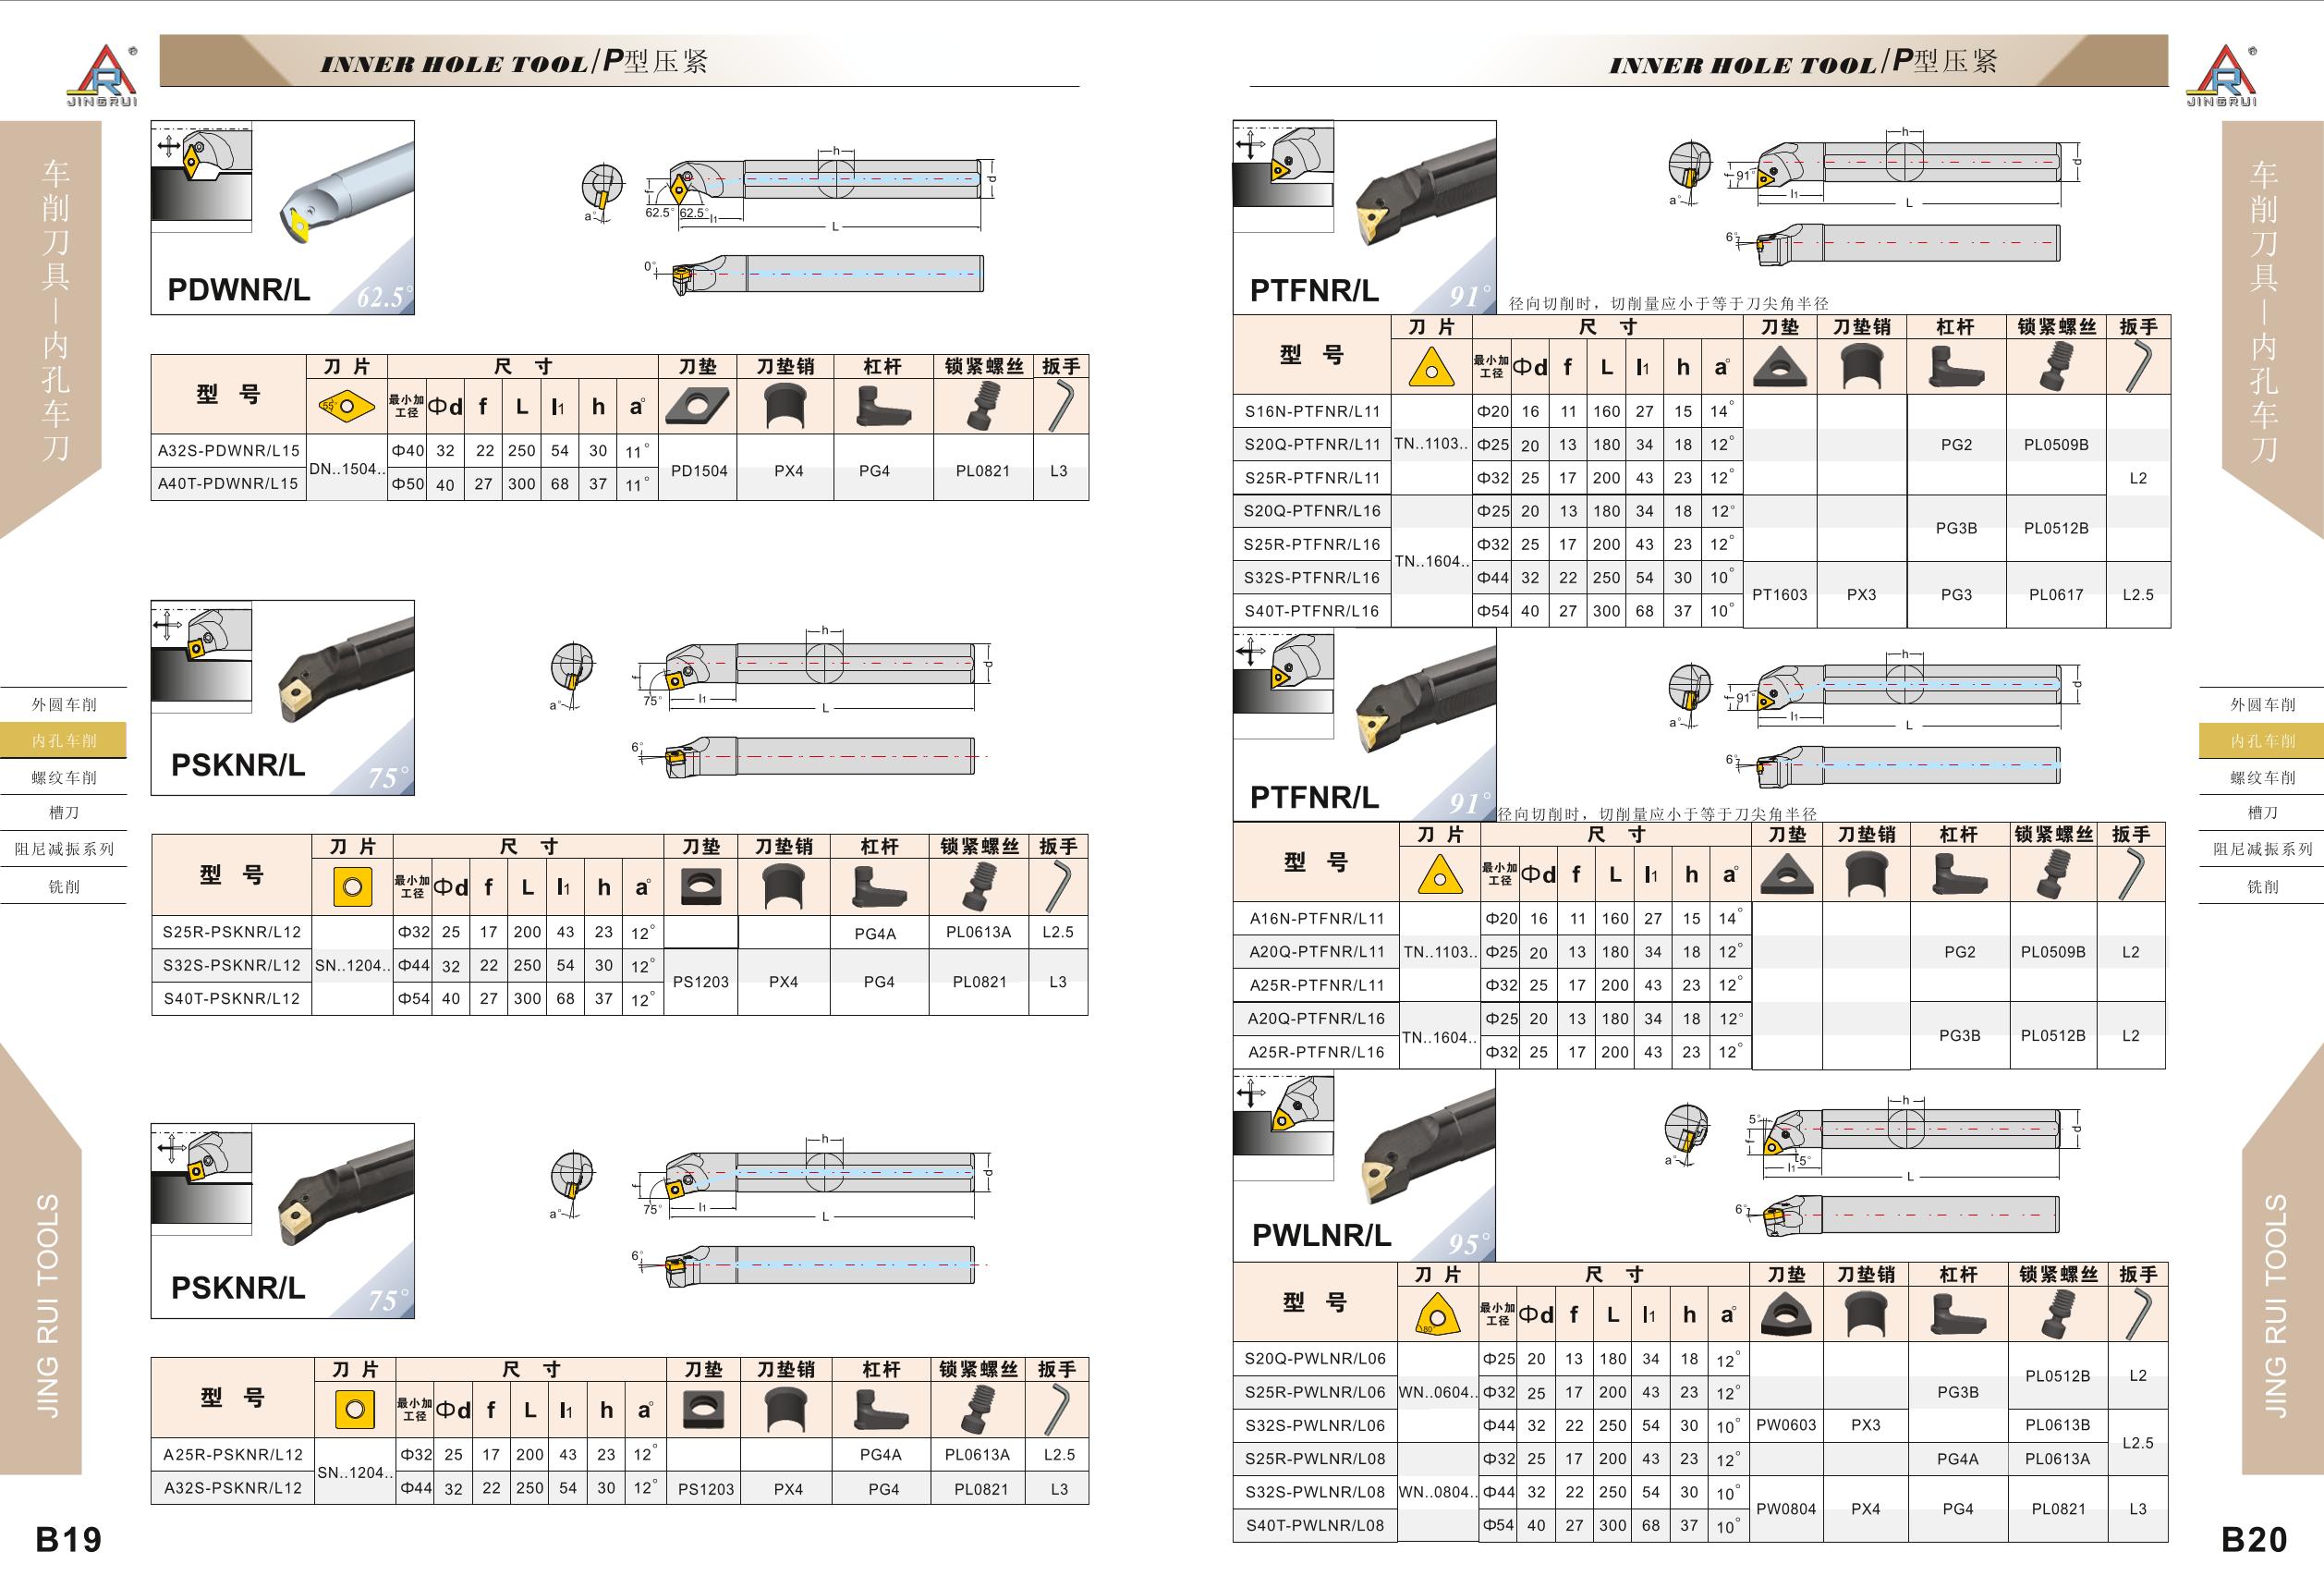 INNER HOLE TOOL/P型压紧
JINGRUI
车削刀具—内孔车刀
外圆车削
内孔车削
螺纹车削
槽刀
阻尼减振系列
铣削
JING RUI TOOLS
B19
h
d
f
62.5° 62.5°
l1
a°
L
0°
PDWNR/L
62.5°
型 号 刀 片 尺 寸 刀垫 刀垫销 杠杆 锁紧螺丝 扳手
55° 最小加工径 Φd f L l1 h a°
A32S-PDWNR/L15 DN..1504.. Φ40 32 22 250 54 30 11° PD1504 PX4 PG4 PL0821 L3
A40T-PDWNR/L15 Φ50 40 27 300 68 37 11°
h
d
f
75°
l1
a°
L
6°
PSKNR/L
75°
型 号 刀 片 尺 寸 刀垫 刀垫销 杠杆 锁紧螺丝 扳手
最小加工径 Φd f L l1 h a°
S25R-PSKNR/L12 Φ32 25 17 200 43 23 12° PG4A PL0613A L2.5
S32S-PSKNR/L12 SN..1204.. Φ44 32 22 250 54 30 12° PS1203 PX4 PG4 PL0821 L3
S40T-PSKNR/L12 Φ54 40 27 300 68 37 12°
h
d
f
75°
l1
a°
L
6°
PSKNR/L
75°
型 号 刀 片 尺 寸 刀垫 刀垫销 杠杆 锁紧螺丝 扳手
最小加工径 Φd f L l1 h a°
A25R-PSKNR/L12 SN..1204.. Φ32 25 17 200 43 23 12° PG4A PL0613A L2.5
A32S-PSKNR/L12 Φ44 32 22 250 54 30 12° PS1203 PX4 PG4 PL0821 L3
INNER HOLE TOOL/P型压紧
JINGRUI
车削刀具—内孔车刀
外圆车削
内孔车削
螺纹车削
槽刀
阻尼减振系列
铣削
JING RUI TOOLS
B20
h
d
f
91°
l1
a°
L
6°
PTFNR/L
91°
径向切削时，切削量应小于等于刀尖角半径
型 号 刀 片 尺 寸 刀垫 刀垫销 杠杆 锁紧螺丝 扳手
最小加工径 Φd f L l1 h a°
S16N-PTFNR/L11 Φ20 16 11 160 27 15 14°
S20Q-PTFNR/L11 TN..1103.. Φ25 20 13 180 34 18 12° PG2 PL0509B
S25R-PTFNR/L11 Φ32 25 17 200 43 23 12° L2
S20Q-PTFNR/L16 Φ25 20 13 180 34 18 12° PG3B PL0512B
S25R-PTFNR/L16 TN..1604.. Φ32 25 17 200 43 23 12°
S32S-PTFNR/L16 Φ44 32 22 250 54 30 10° PT1603 PX3 PG3 PL0617 L2.5
S40T-PTFNR/L16 Φ54 40 27 300 68 37 10°
h
d
f
91°
l1
a°
L
6°
PTFNR/L
91°
径向切削时，切削量应小于等于刀尖角半径
型 号 刀 片 尺 寸 刀垫 刀垫销 杠杆 锁紧螺丝 扳手
最小加工径 Φd f L l1 h a°
A16N-PTFNR/L11 Φ20 16 11 160 27 15 14°
A20Q-PTFNR/L11 TN..1103.. Φ25 20 13 180 34 18 12° PG2 PL0509B L2
A25R-PTFNR/L11 Φ32 25 17 200 43 23 12°
A20Q-PTFNR/L16 TN..1604.. Φ25 20 13 180 34 18 12° PG3B PL0512B L2
A25R-PTFNR/L16 Φ32 25 17 200 43 23 12°
h
5°
d
f
5°
l1
a°
L
6°
PWLNR/L
95°
型 号 刀 片 尺 寸 刀垫 刀垫销 杠杆 锁紧螺丝 扳手
80° 最小加工径 Φd f L l1 h a°
S20Q-PWLNR/L06 Φ25 20 13 180 34 18 12° PL0512B L2
S25R-PWLNR/L06 WN..0604.. Φ32 25 17 200 43 23 12° PG3B
S32S-PWLNR/L06 Φ44 32 22 250 54 30 10° PW0603 PX3 PL0613B L2.5
S25R-PWLNR/L08 Φ32 25 17 200 43 23 12° PG4A PL0613A
S32S-PWLNR/L08 WN..0804.. Φ44 32 22 250 54 30 10° PW0804 PX4 PG4 PL0821 L3
S40T-PWLNR/L08 Φ54 40 27 300 68 37 10°